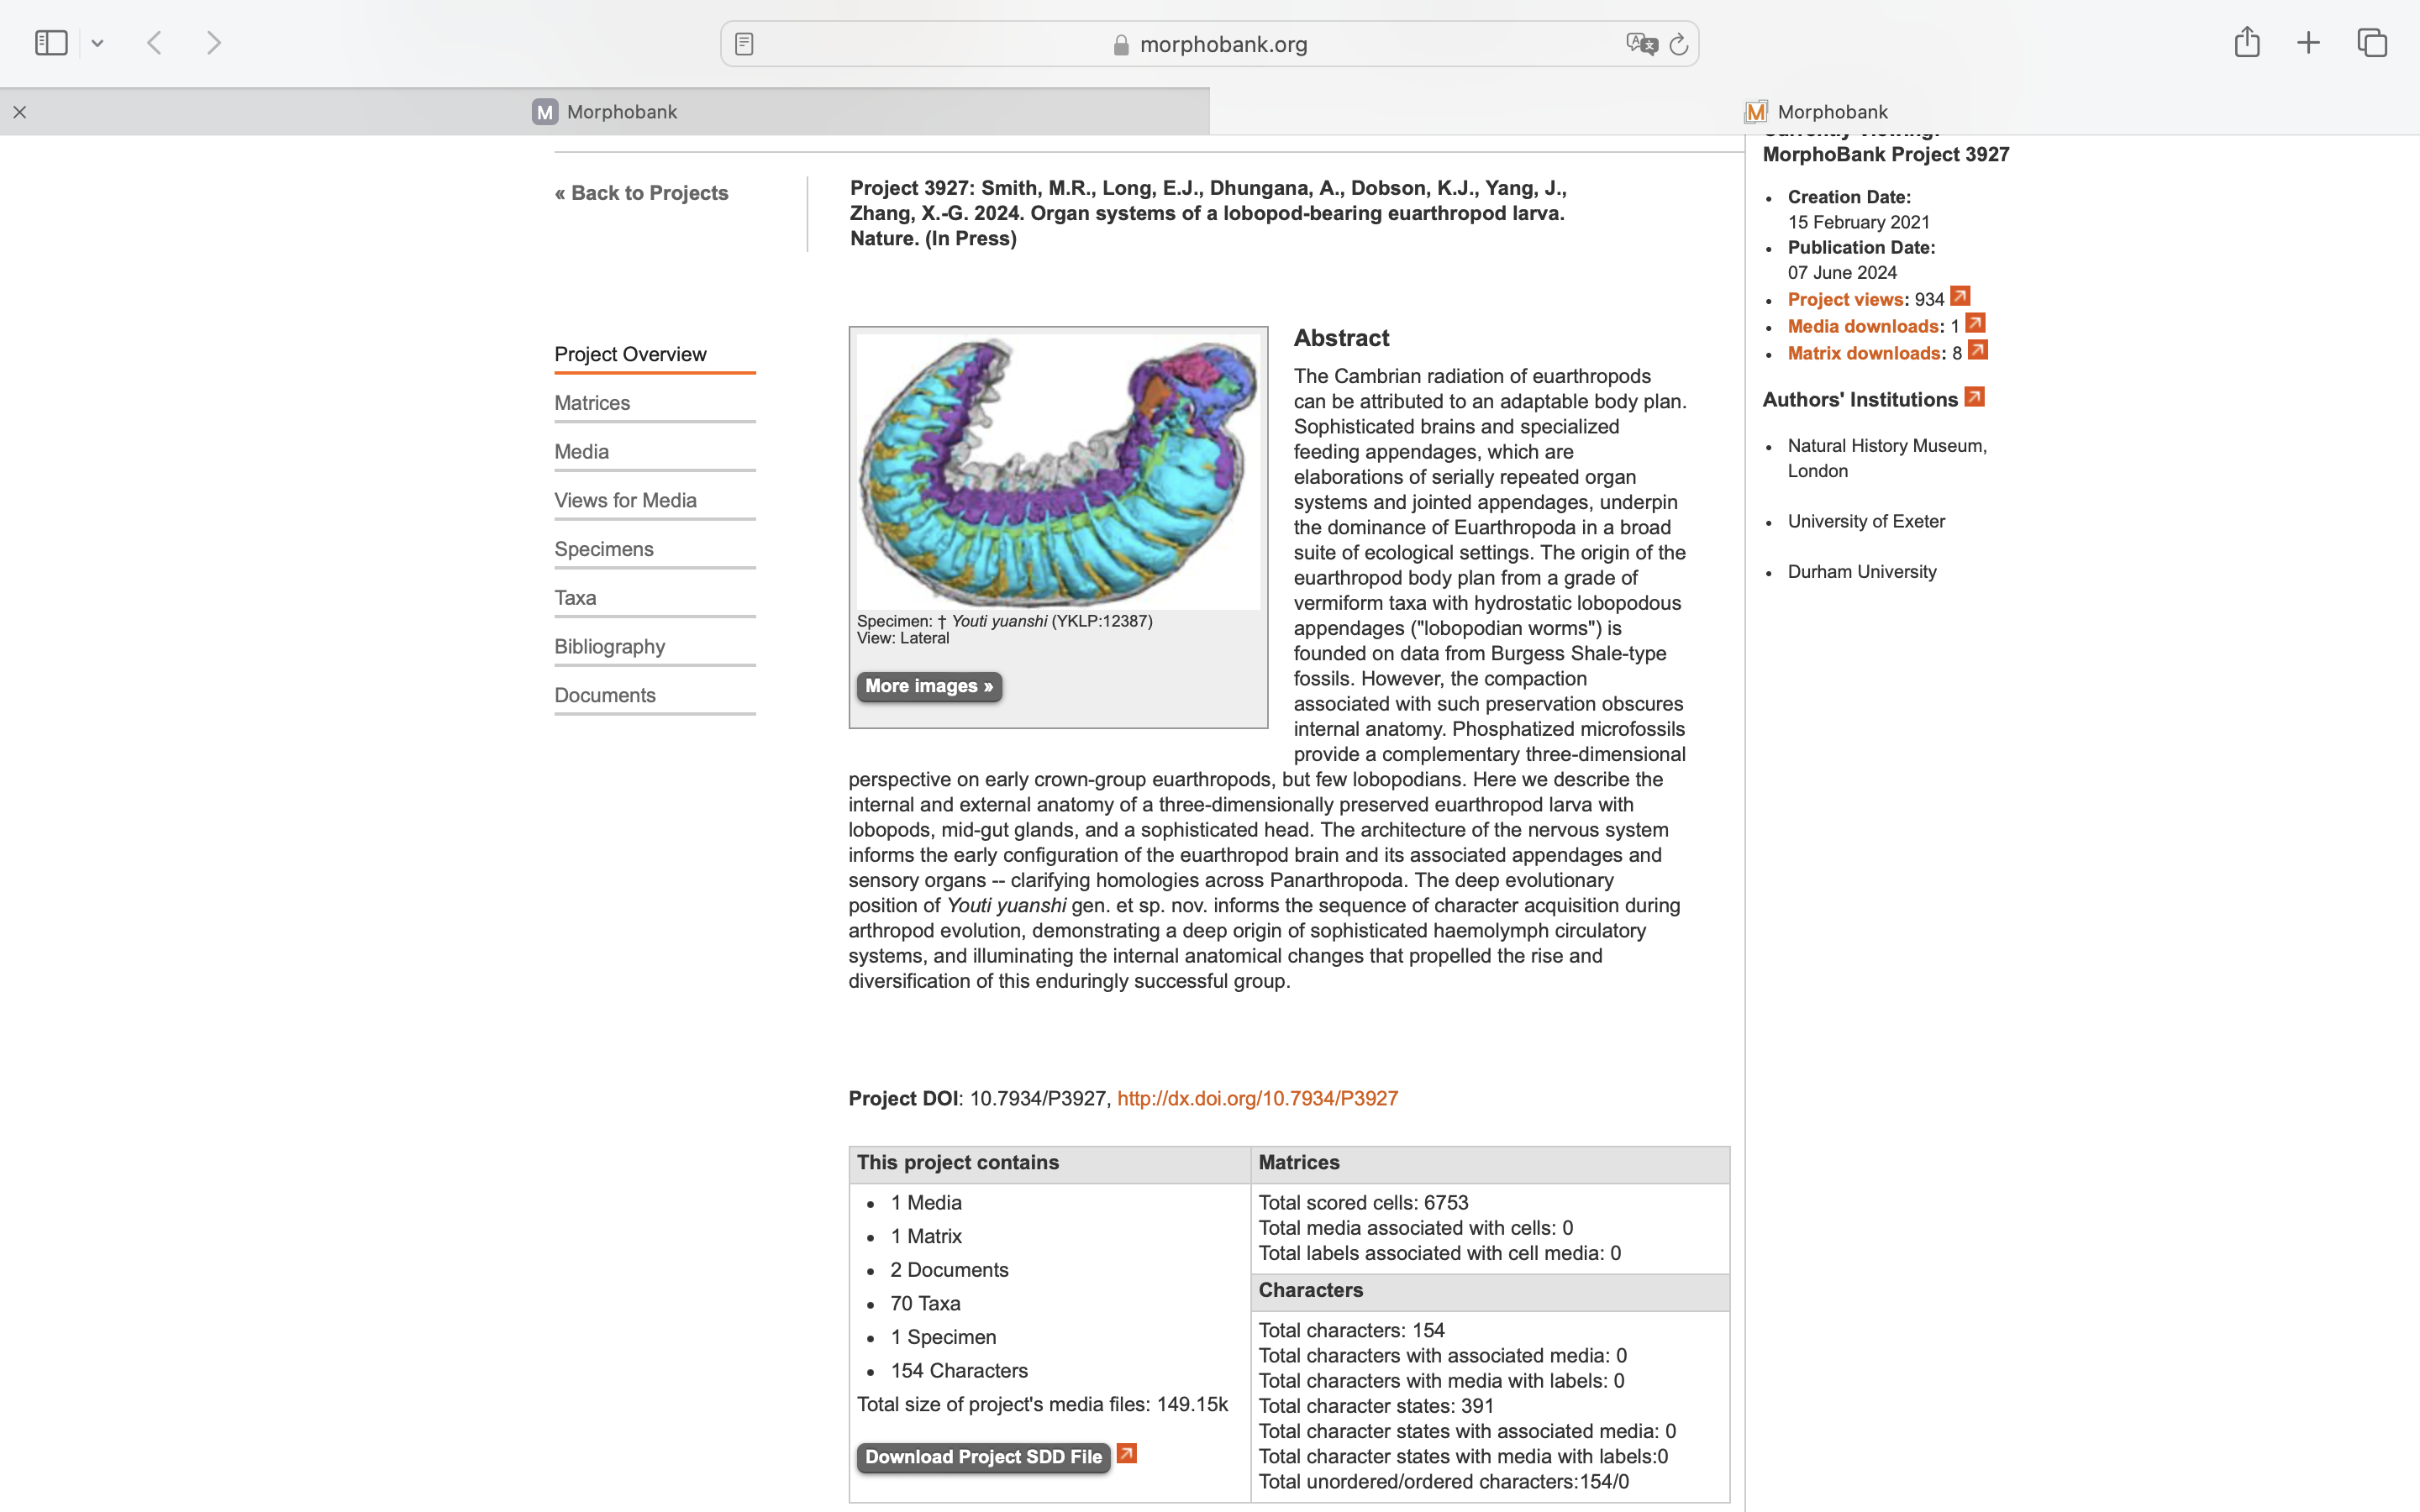 morphobank.org
M Morphobank
M Morphobank
« Back to Projects
Project 3927: Smith, M.R., Long, E.J., Dhungana, A., Dobson, K.J., Yang, J.,
Zhang, X.-G. 2024. Organ systems of a lobopod-bearing euarthropod larva.
Nature. (In Press)
Project Overview
Matrices
Media
Views for Media
Specimens
Taxa
Bibliography
Documents
Specimen: † Youti yuanshi (YKLP:12387)
View: Lateral
More images »
Abstract
The Cambrian radiation of euarthropods
can be attributed to an adaptable body plan.
Sophisticated brains and specialized
feeding appendages, which are
elaborations of serially repeated organ
systems and jointed appendages, underpin
the dominance of Euarthropoda in a broad
suite of ecological settings. The origin of the
euarthropod body plan from a grade of
vermiform taxa with hydrostatic lobopodous
appendages ("lobopodian worms") is
founded on data from Burgess Shale-type
fossils. However, the compaction
associated with such preservation obscures
internal anatomy. Phosphatized microfossils
provide a complementary three-dimensional
perspective on early crown-group euarthropods, but few lobopodians. Here we describe the
internal and external anatomy of a three-dimensionally preserved euarthropod larva with
lobopods, mid-gut glands, and a sophisticated head. The architecture of the nervous system
informs the early configuration of the euarthropod brain and its associated appendages and
sensory organs -- clarifying homologies across Panarthropoda. The deep evolutionary
position of Youti yuanshi gen. et sp. nov. informs the sequence of character acquisition during
arthropod evolution, demonstrating a deep origin of sophisticated haemolymph circulatory
systems, and illuminating the internal anatomical changes that propelled the rise and
diversification of this enduringly successful group.
Project DOI: 10.7934/P3927, http://dx.doi.org/10.7934/P3927
This project contains
1 Media
1 Matrix
2 Documents
70 Taxa
1 Specimen
154 Characters
Total size of project's media files: 149.15k
Download Project SDD File
Matrices
Total scored cells: 6753
Total media associated with cells: 0
Total labels associated with cell media: 0
Characters
Total characters: 154
Total characters with associated media: 0
Total characters with media with labels: 0
Total character states: 391
Total character states with associated media: 0
Total character states with media with labels:0
Total unordered/ordered characters:154/0
Currently Viewing:
MorphoBank Project 3927
Creation Date:
15 February 2021
Publication Date:
07 June 2024
Project views: 934
Media downloads: 1
Matrix downloads: 8
Authors' Institutions
Natural History Museum,
London
University of Exeter
Durham University